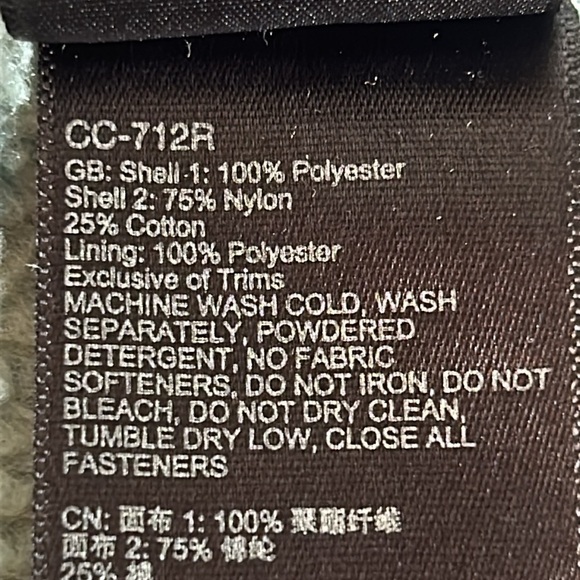 CC-712R
GB: Shell 1: 100% Polyester
Shell 2: 75% Nylon
25% Cotton
Lining: 100% Polyester
Exclusive of Trims
MACHINE WASH COLD, WASH
SEPARATELY, POWDERED
DETERGENT, NO FABRIC
SOFTENERS, DO NOT IRON, DO NOT
BLEACH, DO NOT DRY CLEAN,
TUMBLE DRY LOW, CLOSE ALL
FASTENERS
CN: 面布 1: 100% 聚酯纤维
面布 2: 75% 锦纶
25% 棉